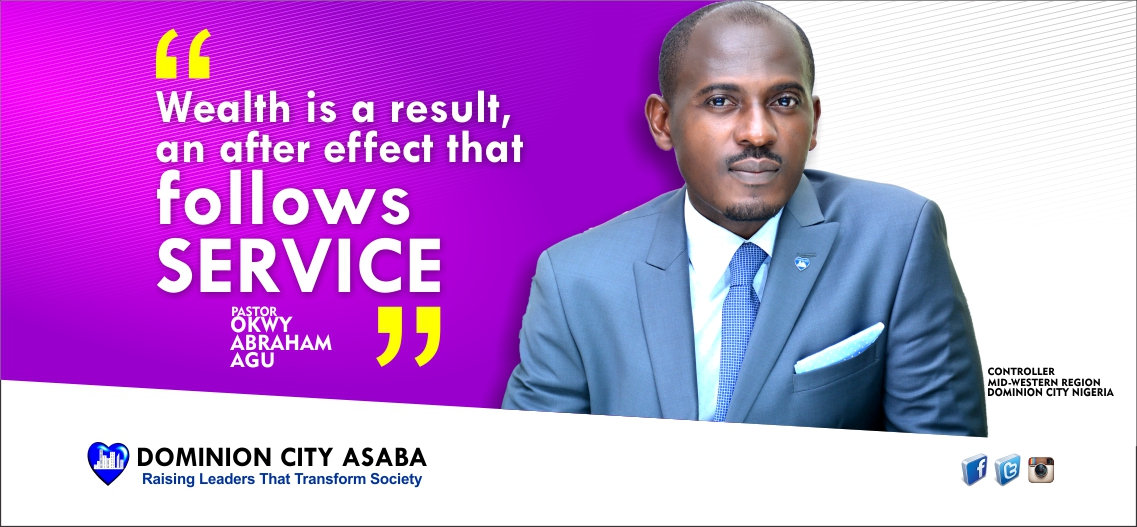 “
Wealth is a result,
an after effect that
follows
SERVICE
”
PASTOR
OKWY
ABRAHAM
AGU
CONTROLLER
MID-WESTERN REGION
DOMINION CITY NIGERIA
DOMINION CITY ASABA
Raising Leaders That Transform Society